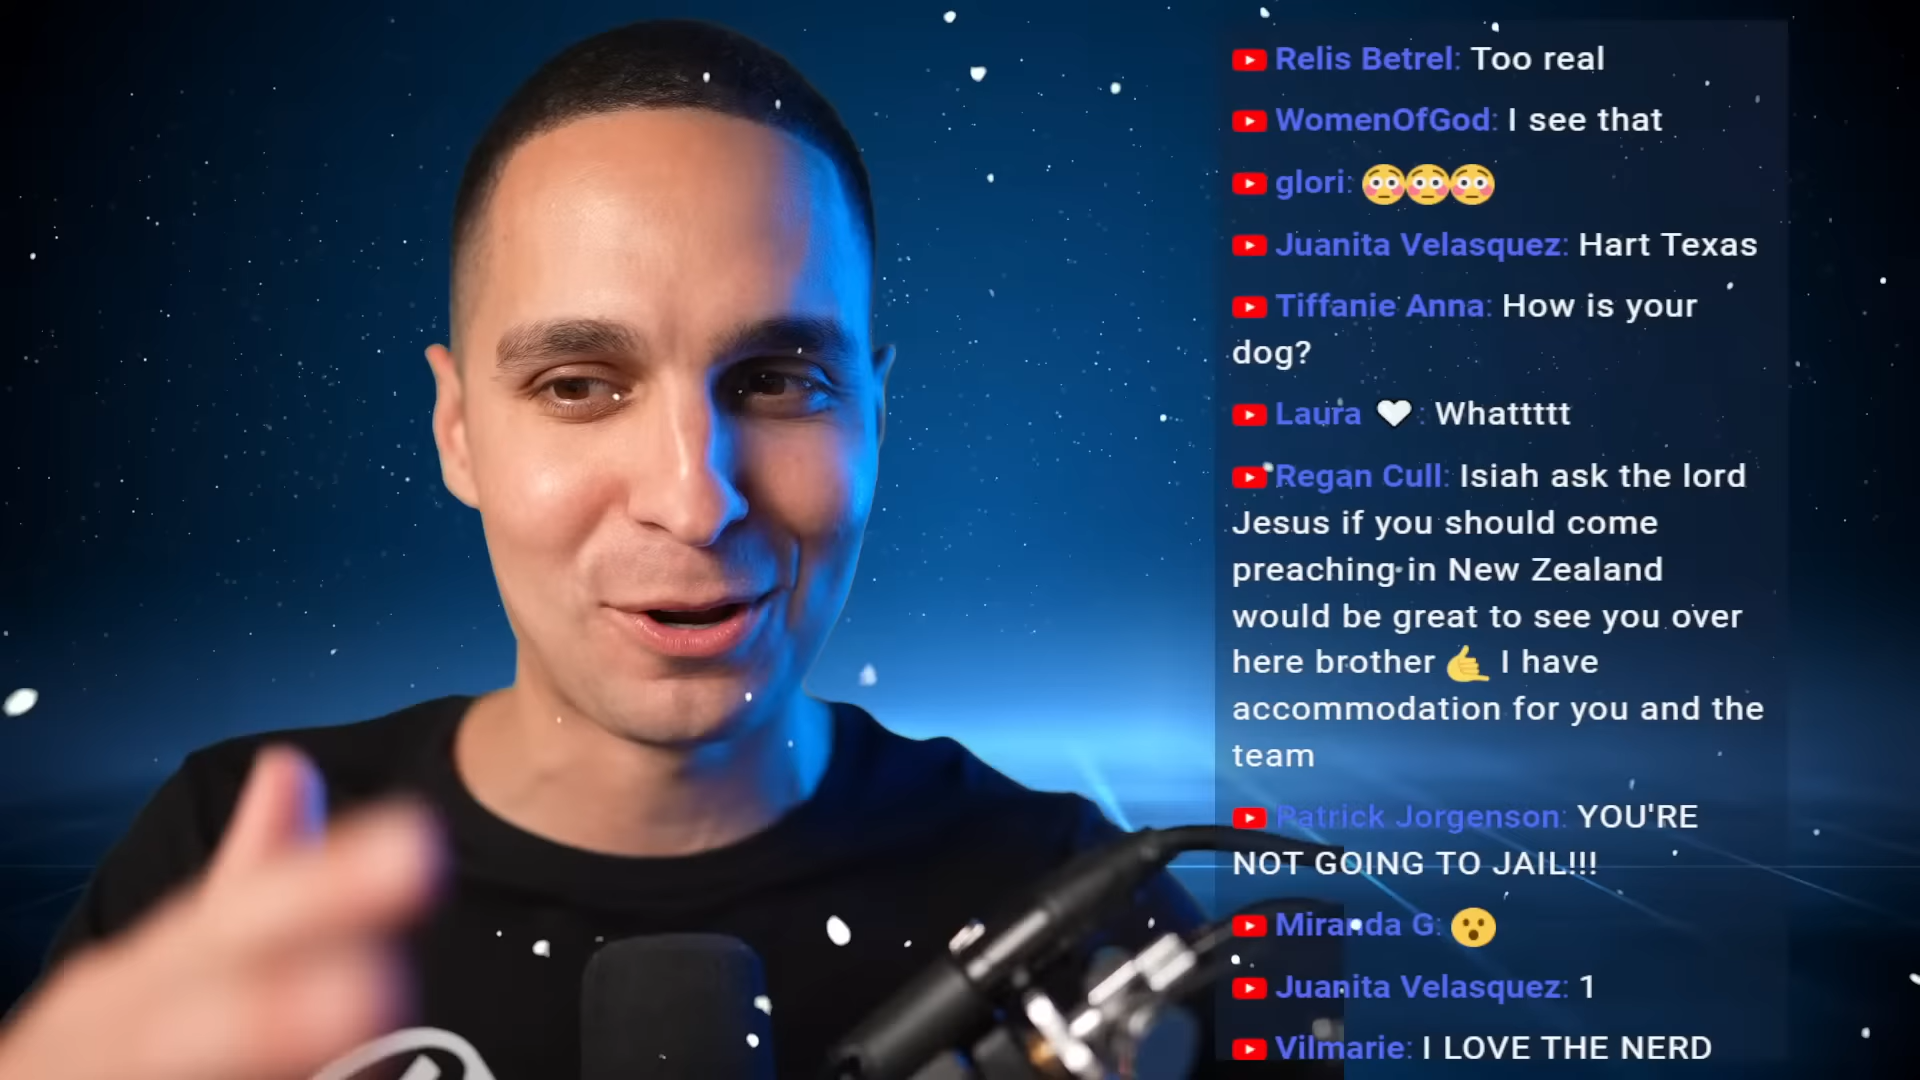 Relis Betrel: Too real
WomenOfGod: I see that
glori: 😳😳😳
Juanita Velasquez: Hart Texas
Tiffanie Anna: How is your
dog?
Laura 🤍: Whattttt
Regan Cull: Isiah ask the lord
Jesus if you should come
preaching in New Zealand
would be great to see you over
here brother 🤙 I have
accommodation for you and the
team
Patrick Jorgenson: YOU'RE
NOT GOING TO JAIL!!!
Miranda G: 😮
Juanita Velasquez: 1
Vilmarie: I LOVE THE NERD